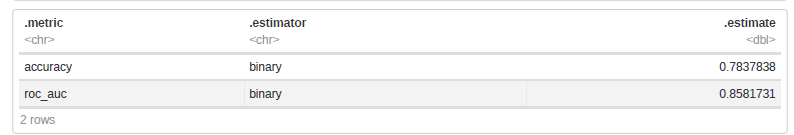 .metric .estimator .estimate
<chr> <chr> <dbl>
accuracy binary 0.7837838
roc_auc binary 0.8581731
2 rows